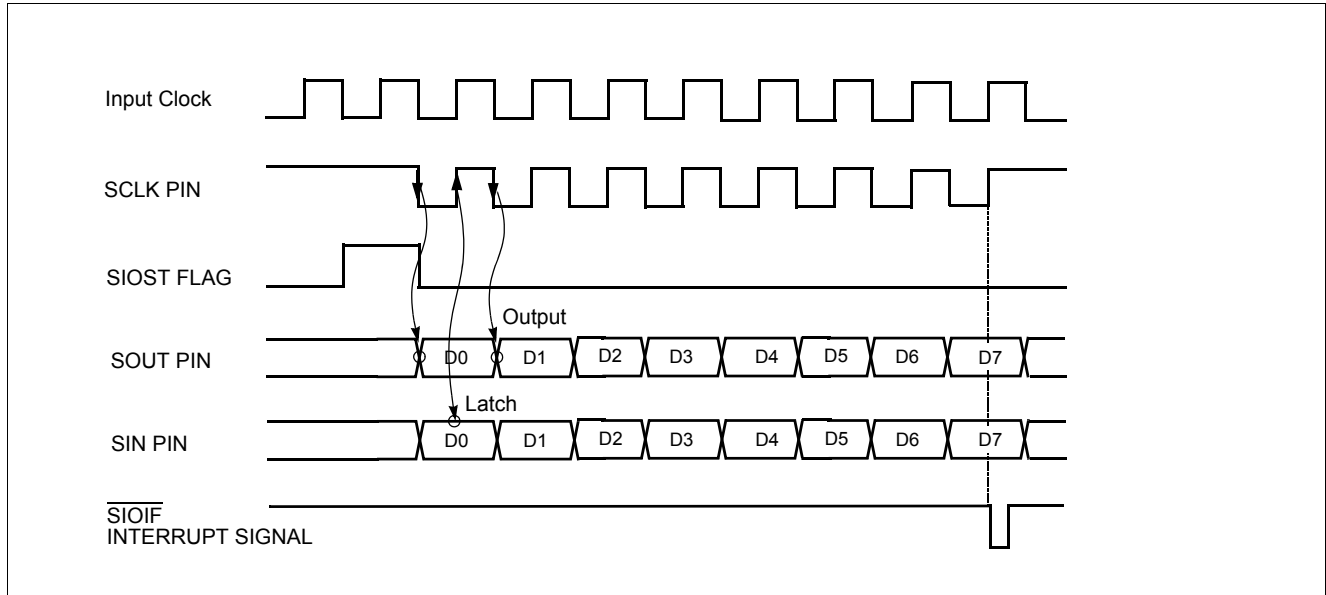 Input Clock
SCLK PIN
SIOST FLAG
Output
SOUT PIN
D0 D1 D2 D3 D4 D5 D6 D7
Latch
SIN PIN
D0 D1 D2 D3 D4 D5 D6 D7
SIOIF
INTERRUPT SIGNAL